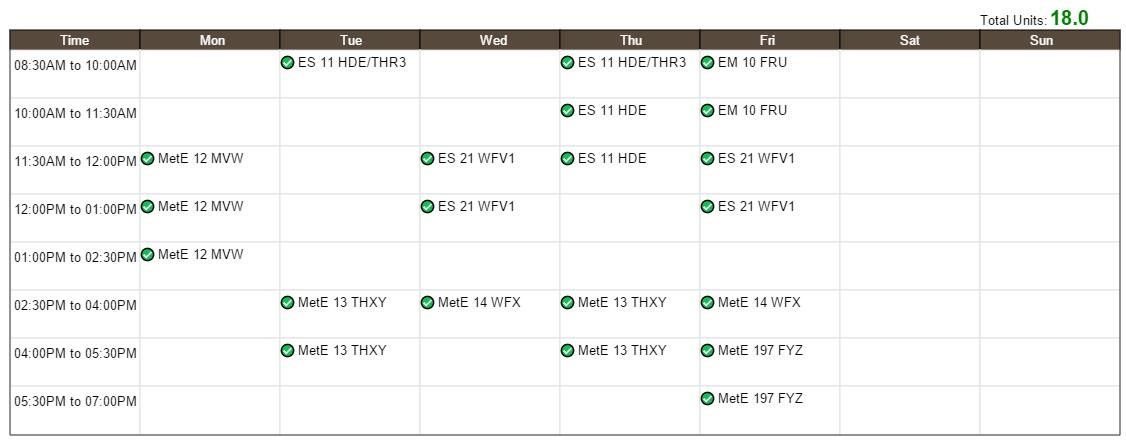 Total Units: 18.0
Time Mon Tue Wed Thu Fri Sat Sun
08:30AM to 10:00AM ES 11 HDE/THR3 ES 11 HDE/THR3 EM 10 FRU
10:00AM to 11:30AM ES 11 HDE EM 10 FRU
11:30AM to 12:00PM MetE 12 MVW ES 21 WFV1 ES 11 HDE ES 21 WFV1
12:00PM to 01:00PM MetE 12 MVW ES 21 WFV1 ES 21 WFV1
01:00PM to 02:30PM MetE 12 MVW
02:30PM to 04:00PM MetE 13 THXY MetE 14 WFX MetE 13 THXY MetE 14 WFX
04:00PM to 05:30PM MetE 13 THXY MetE 13 THXY MetE 197 FYZ
05:30PM to 07:00PM MetE 197 FYZ